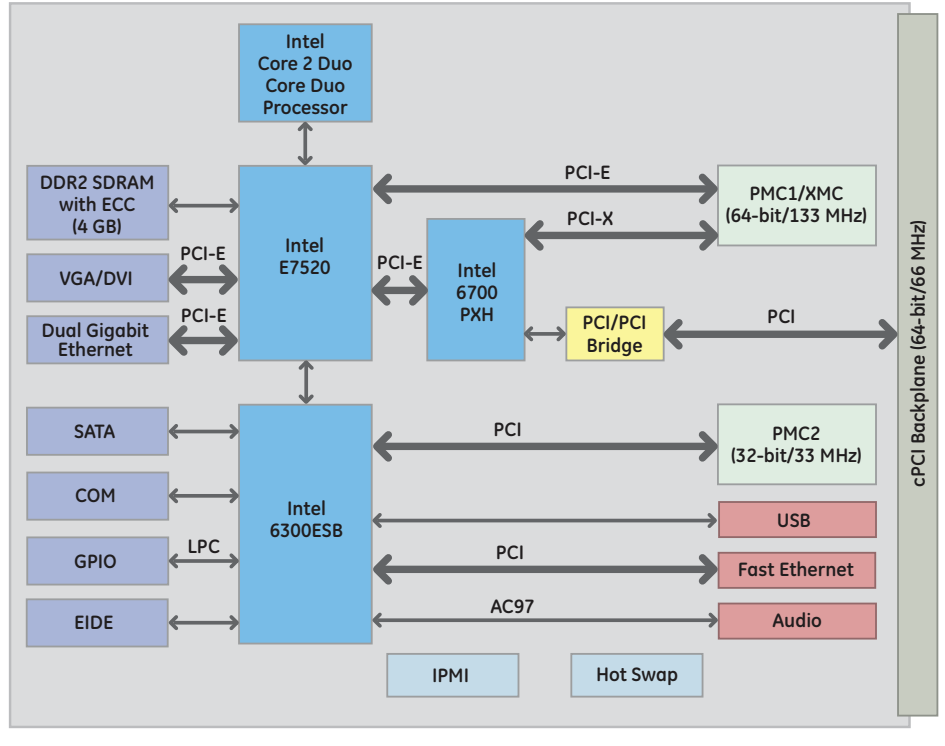 Intel
Core 2 Duo
Core Duo
Processor
DDR2 SDRAM
with ECC
(4 GB)
PCI-E
VGA/DVI
PCI-E
Dual Gigabit
Ethernet
Intel
E7520
PCI-E
PCI-E
PCI-X
PMC1/XMC
(64-bit/133 MHz)
Intel
6700
PXH
PCI/PCI
Bridge
PCI
cPCI Backplane (64-bit/66 MHz)
SATA
COM
GPIO
LPC
EIDE
Intel
6300ESB
PCI
PMC2
(32-bit/33 MHz)
USB
PCI
Fast Ethernet
AC97
Audio
IPMI
Hot Swap